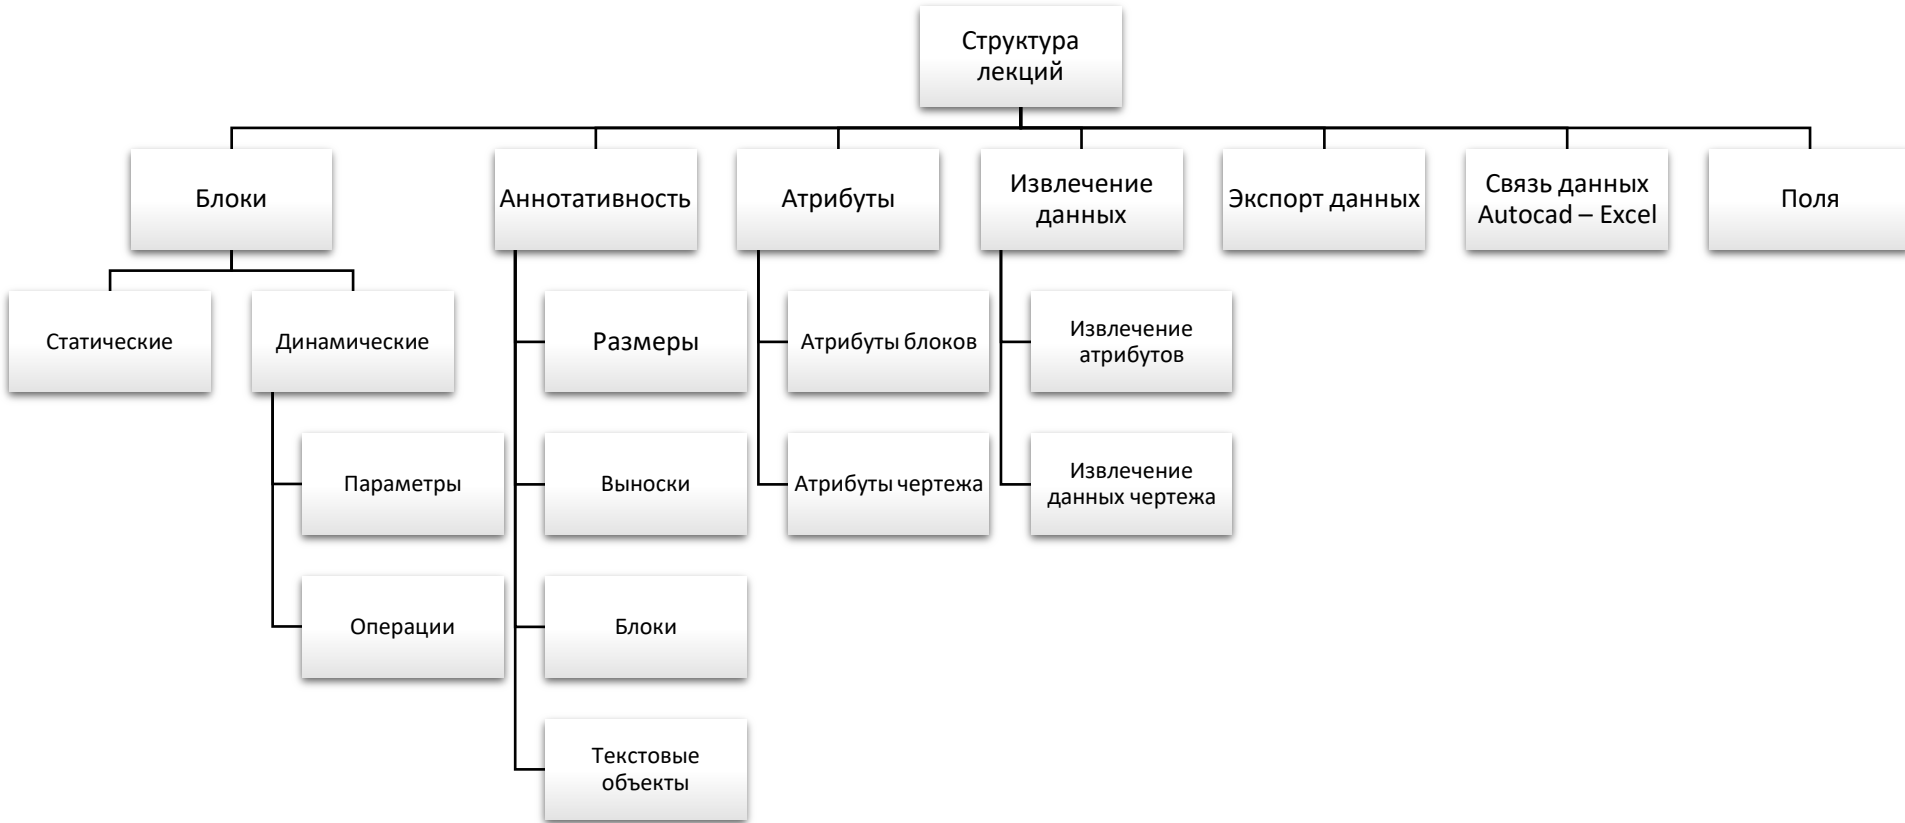 Структура
лекций
Блоки
Аннотативность
Атрибуты
Извлечение
данных
Экспорт данных
Связь данных
Autocad – Excel
Поля
Статические
Динамические
Размеры
Атрибуты блоков
Извлечение
атрибутов
Параметры
Выноски
Атрибуты чертежа
Извлечение
данных чертежа
Операции
Блоки
Текстовые
объекты